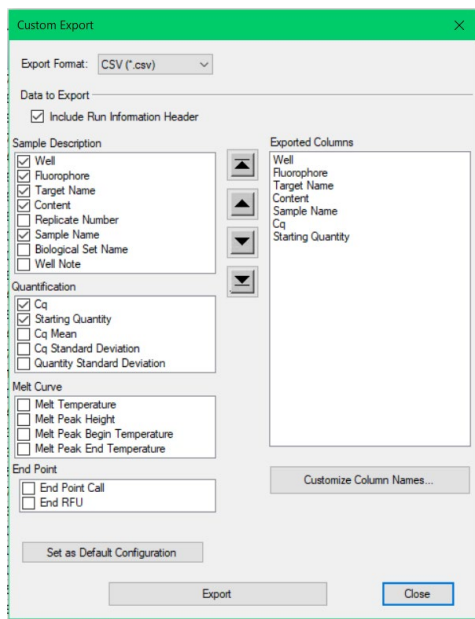 Custom Export
Export Format: CSV (*.csv)
Data to Export
Include Run Information Header
Sample Description
Well
Fluorophore
Target Name
Content
Replicate Number
Sample Name
Biological Set Name
Well Note
Quantification
Cq
Starting Quantity
Cq Mean
Cq Standard Deviation
Quantity Standard Deviation
Melt Curve
Melt Temperature
Melt Peak Height
Melt Peak Begin Temperature
Melt Peak End Temperature
End Point
End Point Call
End RFU
Exported Columns
Well
Fluorophore
Target Name
Content
Sample Name
Cq
Starting Quantity
Customize Column Names...
Set as Default Configuration
Export
Close